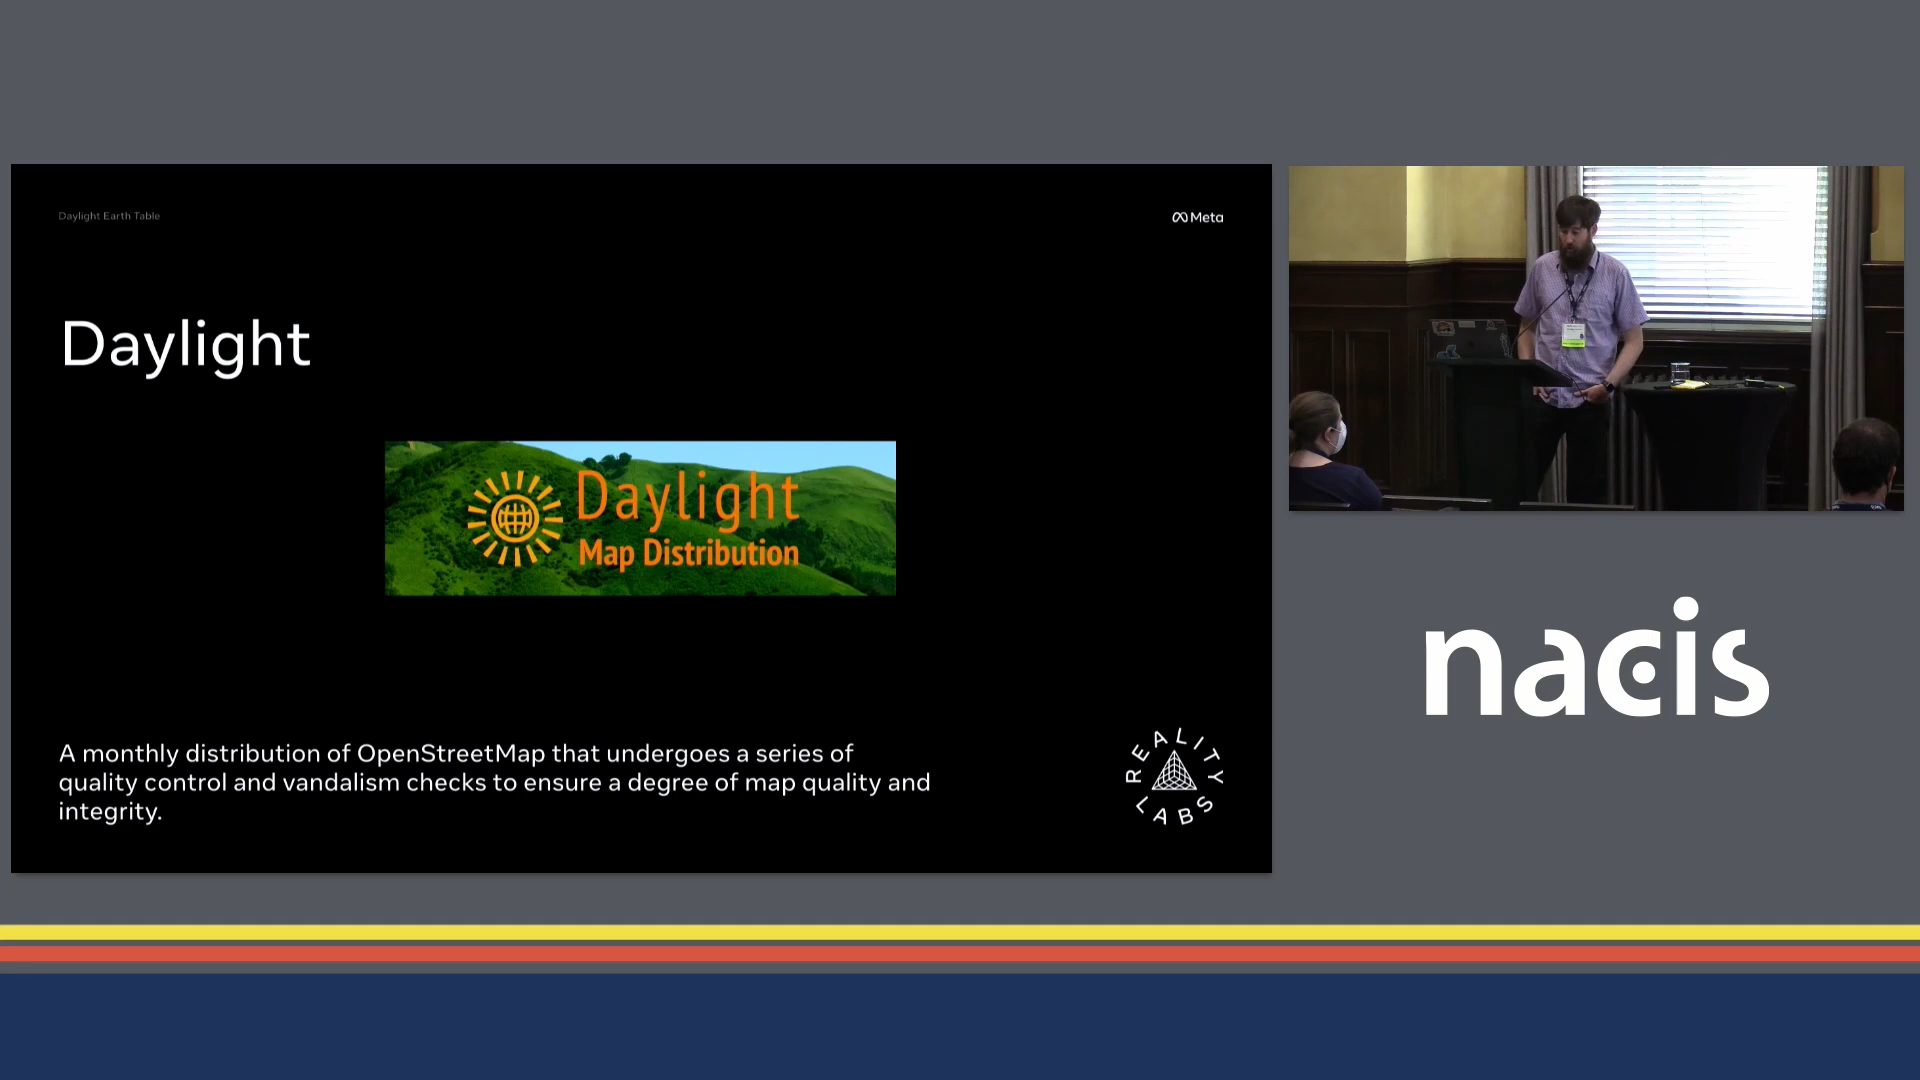 Daylight Earth Table
Meta
Daylight
Daylight
Map Distribution
A monthly distribution of OpenStreetMap that undergoes a series of
quality control and vandalism checks to ensure a degree of map quality and
integrity.
REALITY
LABS
nacis